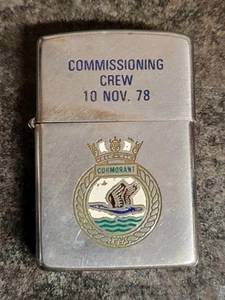 COMMISSIONING
CREW
10 NOV. 78
CORMORANT